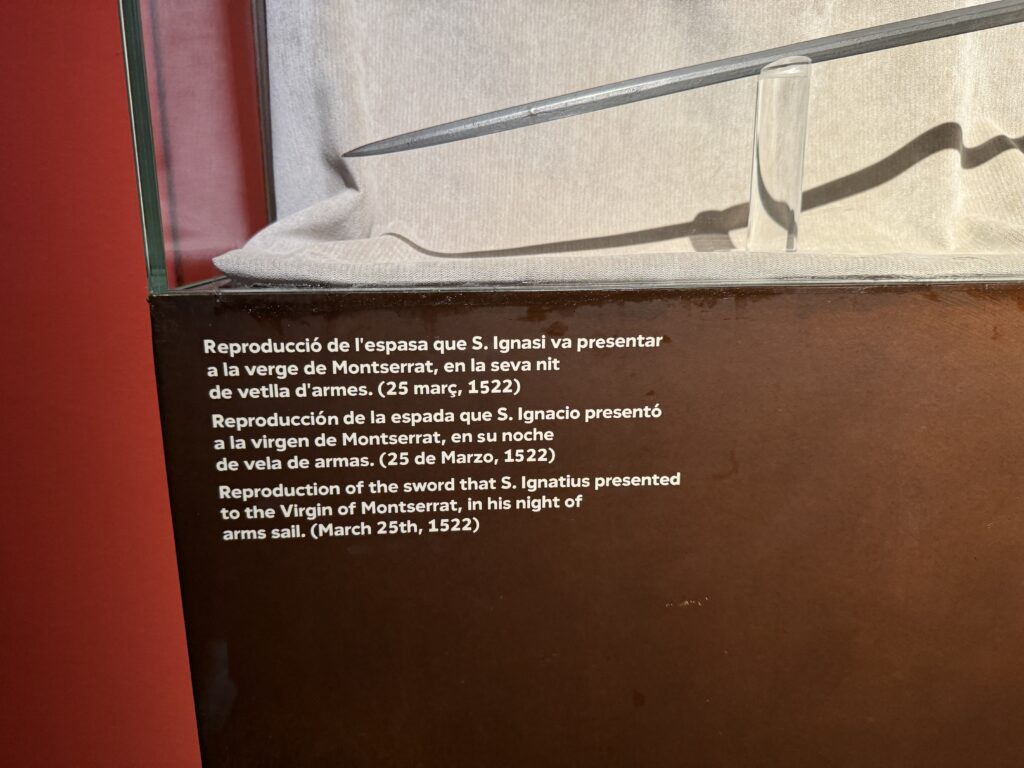 Reproducció de l'espasa que S. Ignasi va presentar
a la verge de Montserrat, en la seva nit
de vetlla d'armes. (25 març, 1522)
Reproducción de la espada que S. Ignacio presentó
a la virgen de Montserrat, en su noche
de vela de armas. (25 de Marzo, 1522)
Reproduction of the sword that S. Ignatius presented
to the Virgin of Montserrat, in his night of
arms sail. (March 25th, 1522)